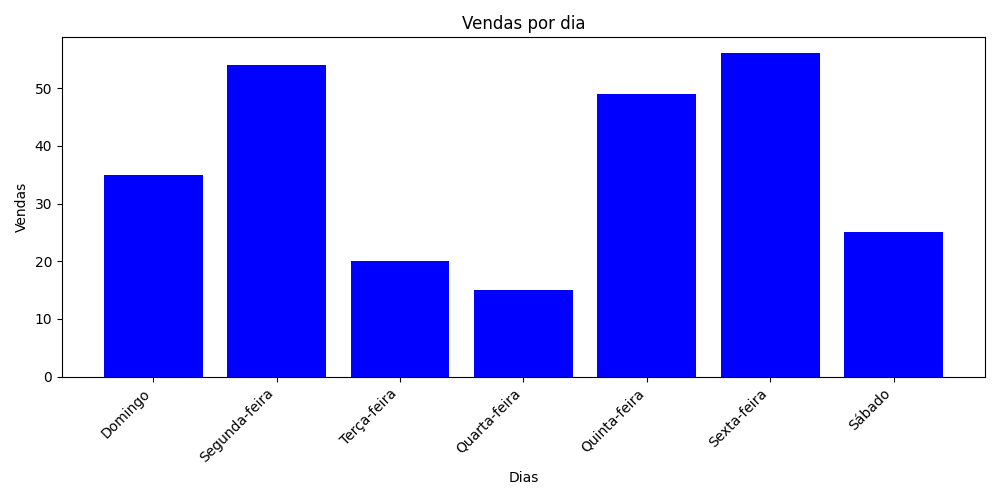 Vendas por dia
Vendas
50
40
30
20
10
0
Domingo
Segunda-feira
Terça-feira
Quarta-feira
Quinta-feira
Sexta-feira
Sábado
Dias